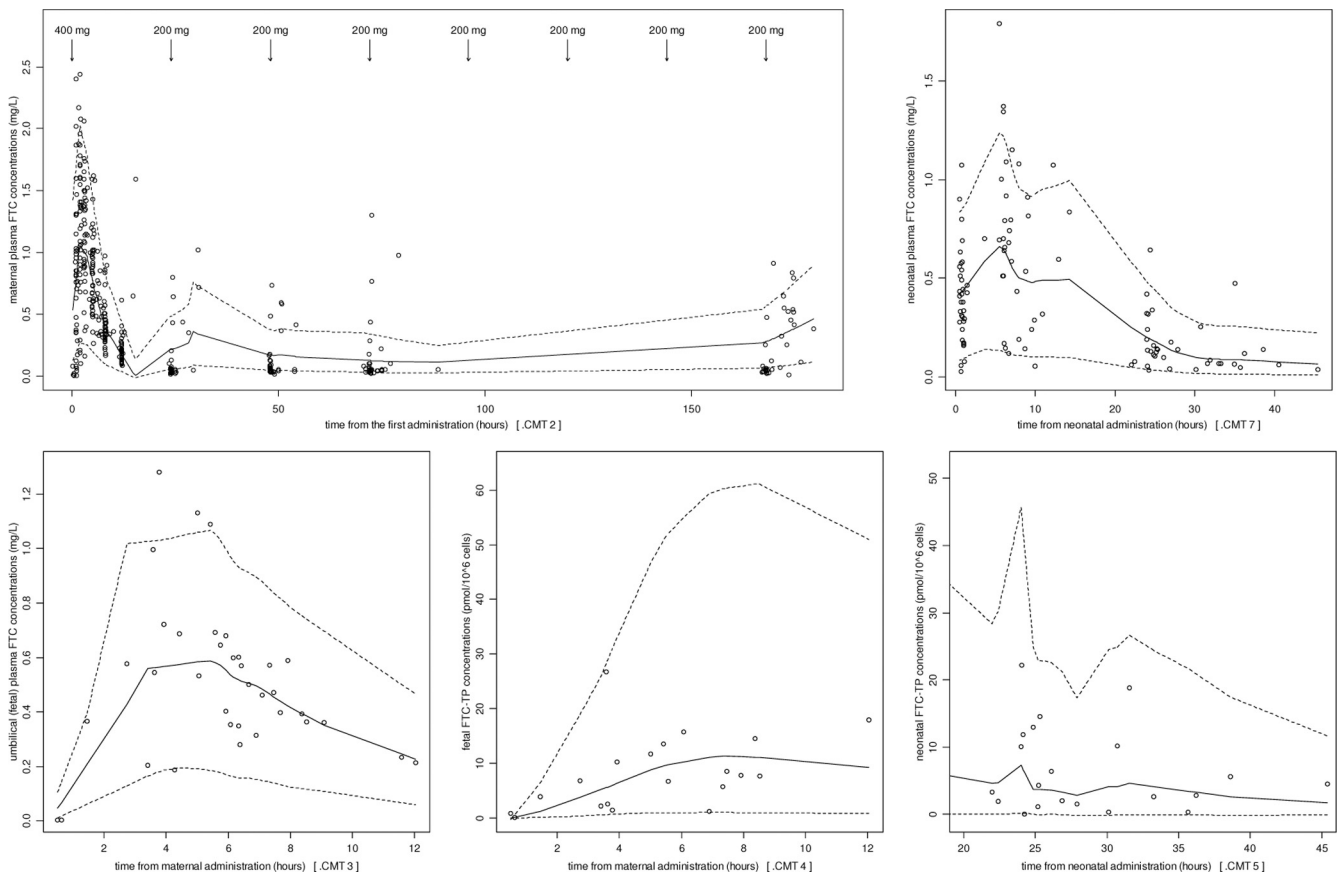 400 mg 200 mg 200 mg 200 mg 200 mg 200 mg 200 mg 200 mg
maternal plasma FTC concentrations (mg/L)
2.5
2.0
1.5
1.0
0.5
0.0
0 50 100 150
time from the first administration (hours) [ .CMT 2 ]
neonatal plasma FTC concentrations (mg/L)
1.5
1.0
0.5
0.0
0 10 20 30 40
time from neonatal administration (hours) [ .CMT 7 ]
umbilical (fetal) plasma FTC concentrations (mg/L)
1.2
1.0
0.8
0.6
0.4
0.2
0.0
0 2 4 6 8 10 12
time from maternal administration (hours) [ .CMT 3 ]
fetal FTC-TP concentrations (pmol/10^6 cells)
60
50
40
30
20
10
0
0 2 4 6 8 10 12
time from maternal administration (hours) [ .CMT 4 ]
neonatal FTC-TP concentrations (pmol/10^6 cells)
50
40
30
20
10
0
20 25 30 35 40 45
time from neonatal administration (hours) [ .CMT 5 ]